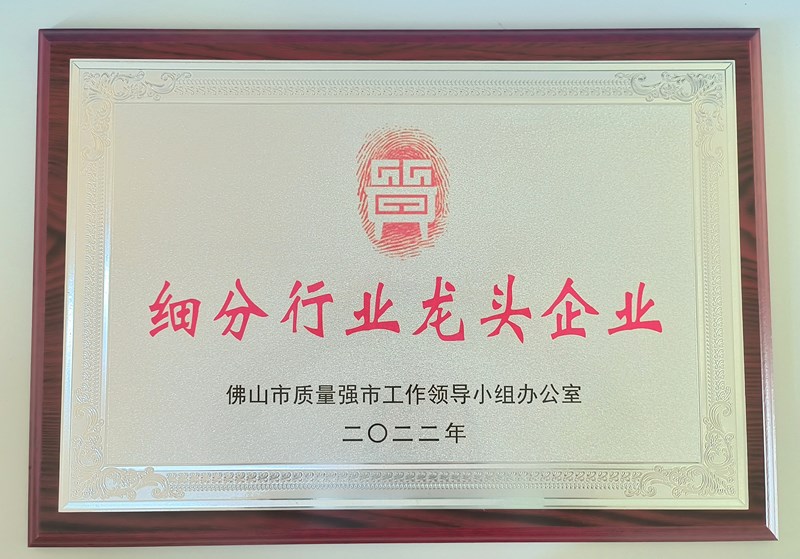 細分行业龙头企业
佛山市质量强市工作领导小组办公室
二〇二二年